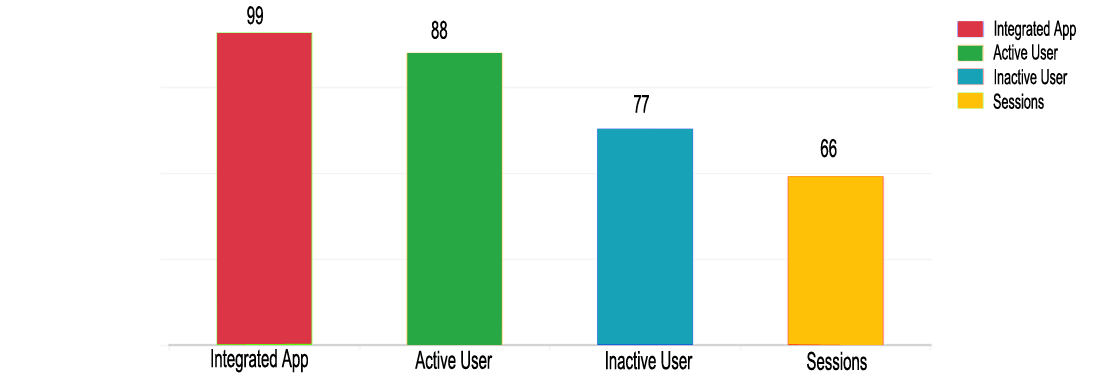 99
88
77
66
Integrated App
Active User
Inactive User
Sessions
Integrated App
Active User
Inactive User
Sessions